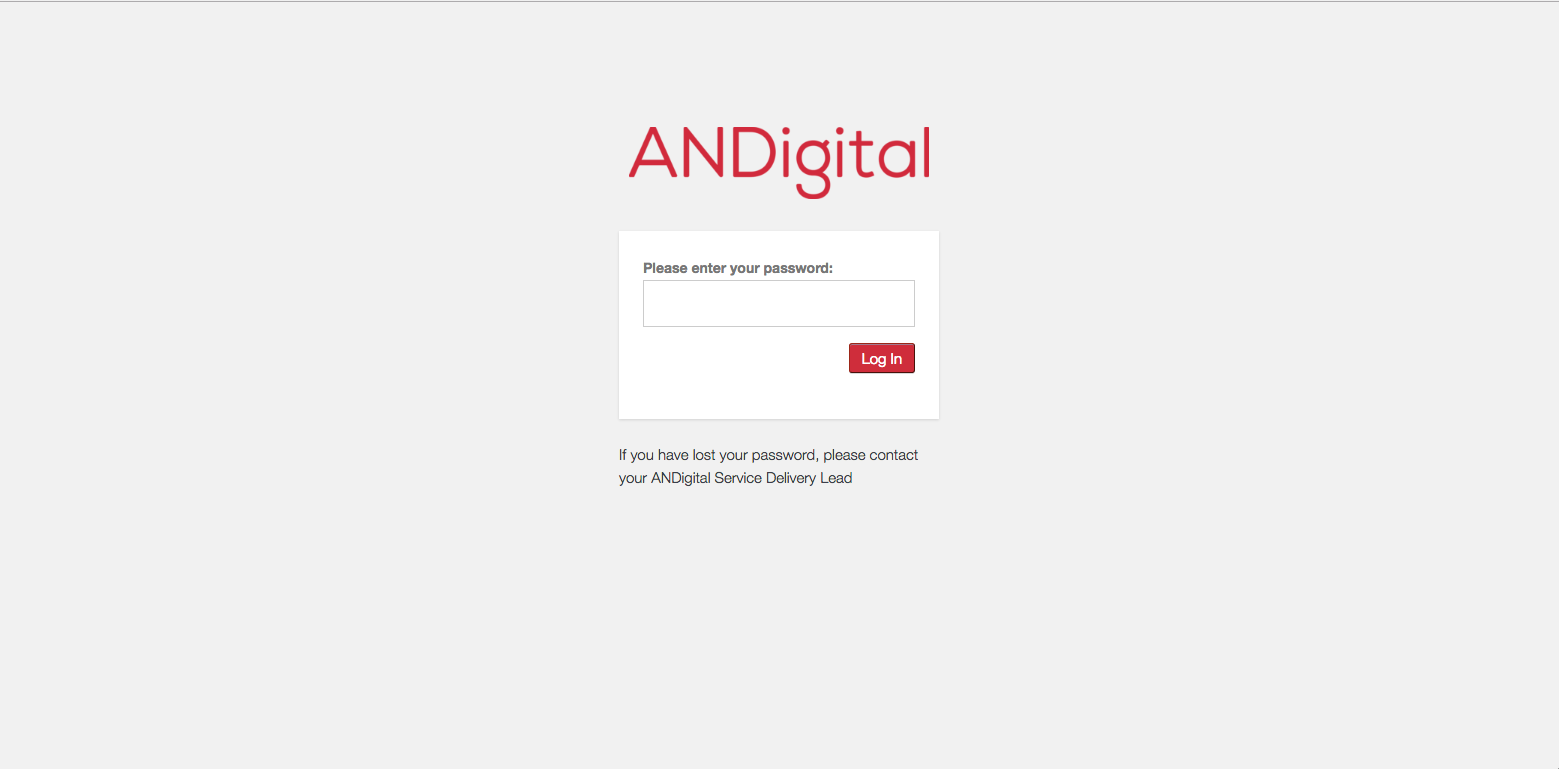 ANDigital
Please enter your password:
Log In
If you have lost your password, please contact
your ANDigital Service Delivery Lead